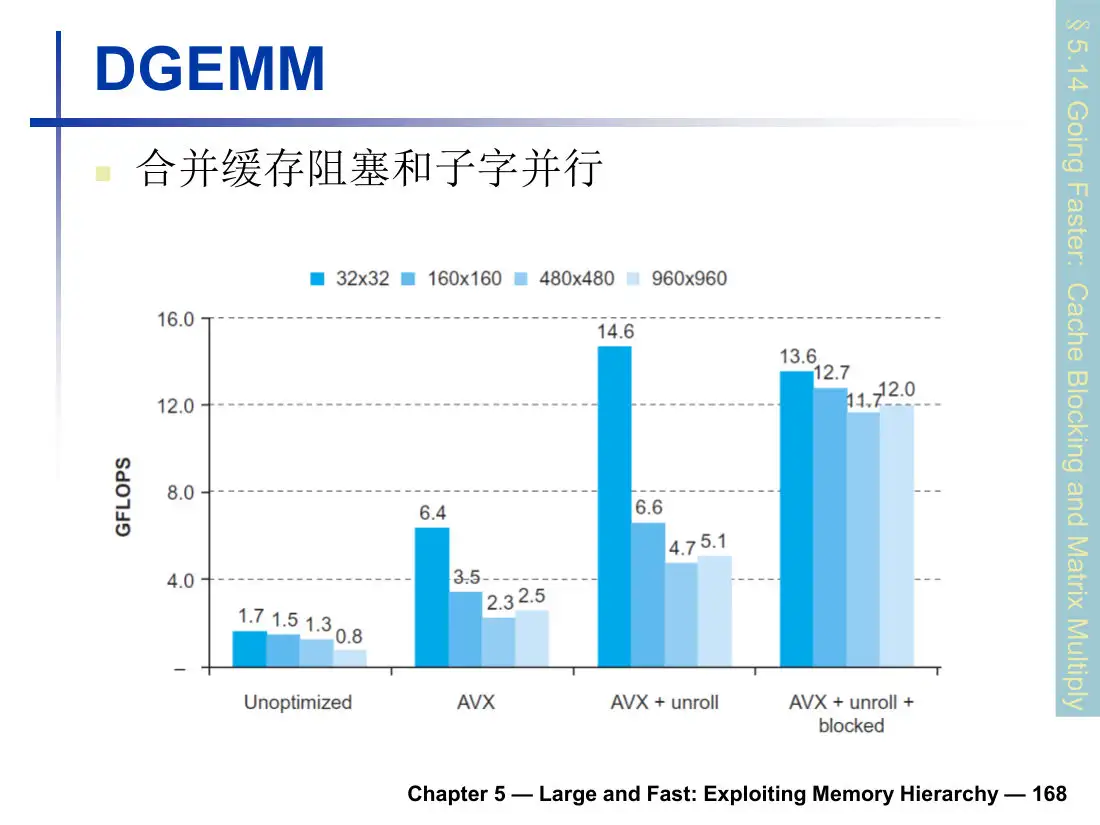 DGEMM
§5.14 Going Faster: Cache Blocking and Matrix Multiply
合并缓存阻塞和子字并行
32x32 160x160 480x480 960x960
GFLOPS
16.0
12.0
8.0
4.0
–
1.7 1.5 1.3 0.8
6.4 3.5 2.3 2.5
14.6 6.6 4.7 5.1
13.6 12.7 11.7 12.0
Unoptimized
AVX
AVX + unroll
AVX + unroll +
blocked
Chapter 5 — Large and Fast: Exploiting Memory Hierarchy — 168